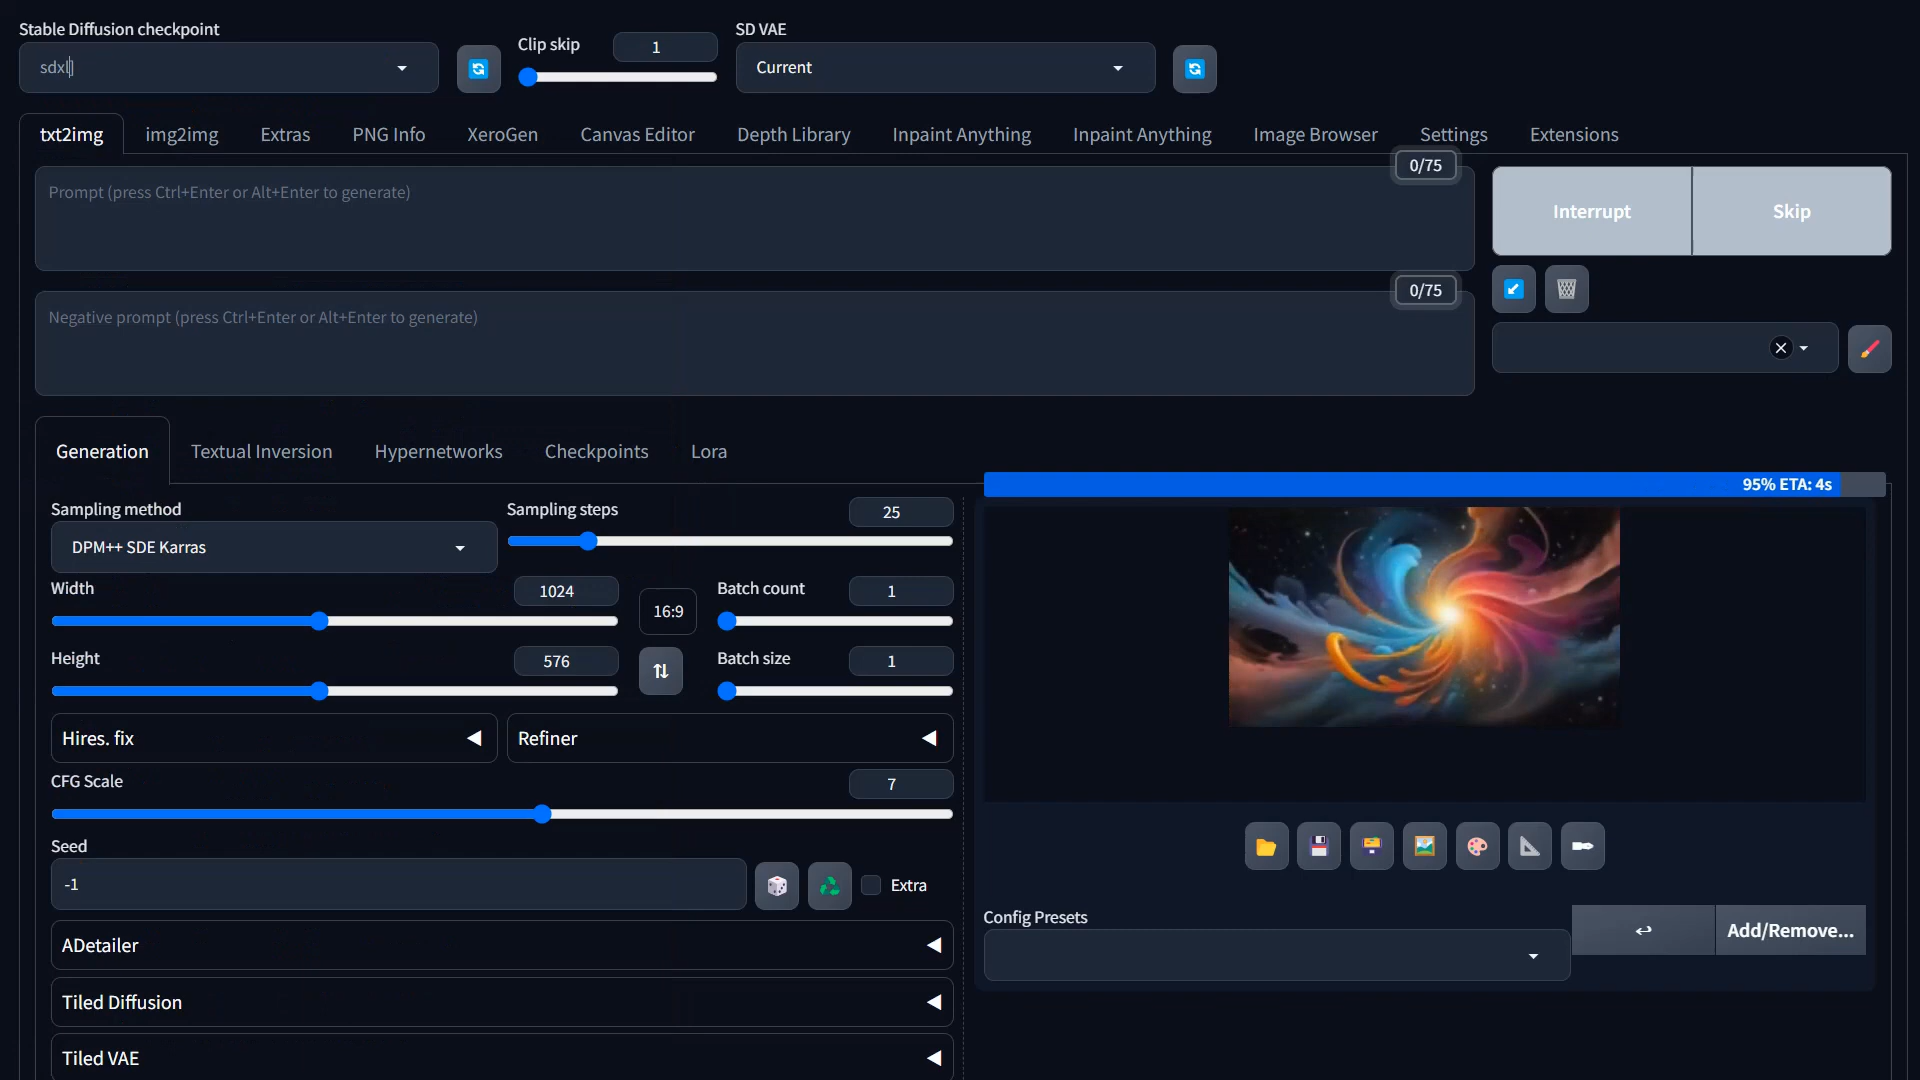 Stable Diffusion checkpoint
sdxl
Clip skip
1
SD VAE
Current
txt2img
img2img
Extras
PNG Info
XeroGen
Canvas Editor
Depth Library
Inpaint Anything
Inpaint Anything
Image Browser
Settings
Extensions
0/75
Prompt (press Ctrl+Enter or Alt+Enter to generate)
Interrupt
Skip
0/75
Negative prompt (press Ctrl+Enter or Alt+Enter to generate)
Generation
Textual Inversion
Hypernetworks
Checkpoints
Lora
95% ETA: 4s
Sampling method
DPM++ SDE Karras
Sampling steps
25
Width
1024
16:9
Batch count
1
Height
576
Batch size
1
Hires. fix
Refiner
CFG Scale
7
Seed
-1
Extra
ADetailer
Tiled Diffusion
Tiled VAE
Config Presets
Add/Remove...